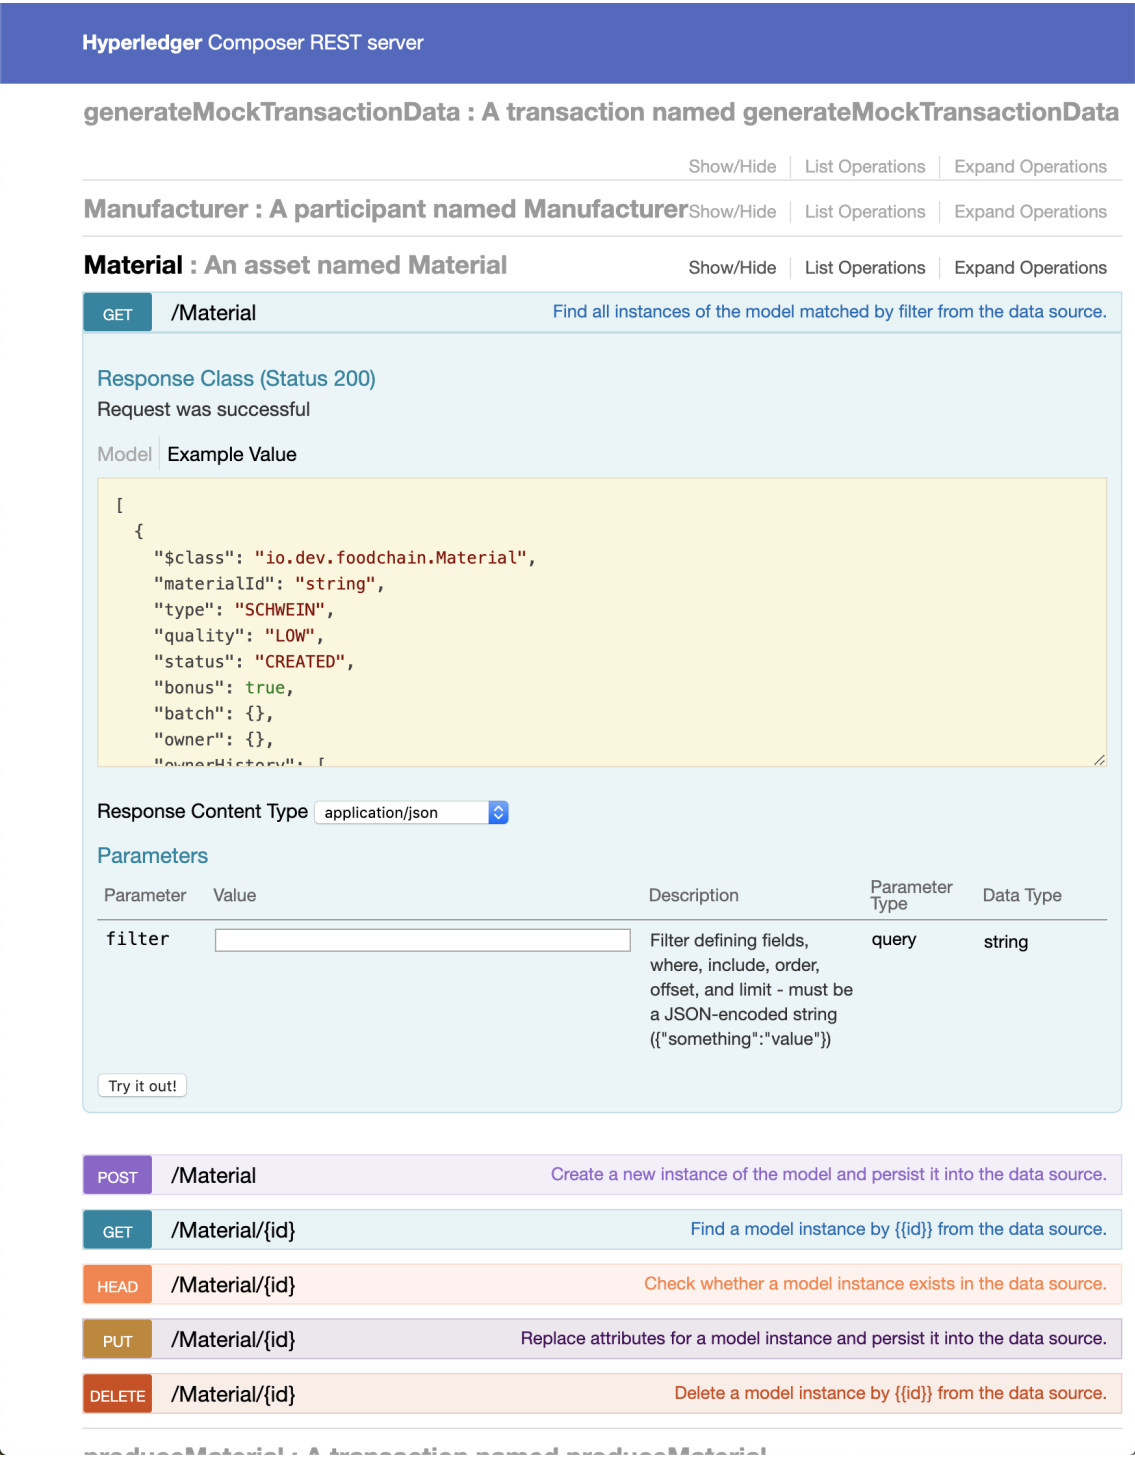 Hyperledger Composer REST server
generateMockTransactionData : A transaction named generateMockTransactionData
Show/Hide List Operations Expand Operations
Manufacturer : A participant named Manufacturer Show/Hide List Operations Expand Operations
Material : An asset named Material Show/Hide List Operations Expand Operations
GET /Material Find all instances of the model matched by filter from the data source.
Response Class (Status 200)
Request was successful
Model Example Value
[
{
"$class": "io.dev.foodchain.Material",
"materialId": "string",
"type": "SCHWEIN",
"quality": "LOW",
"status": "CREATED",
"bonus": true,
"batch": {},
"owner": {},
"ownerHistory": [
Response Content Type application/json
Parameters
Parameter Value Description Parameter Type Data Type
filter Filter defining fields, query string
where, include, order,
offset, and limit - must be
a JSON-encoded string
({"something":"value"})
Try it out!
POST /Material Create a new instance of the model and persist it into the data source.
GET /Material/{id} Find a model instance by {{id}} from the data source.
HEAD /Material/{id} Check whether a model instance exists in the data source.
PUT /Material/{id} Replace attributes for a model instance and persist it into the data source.
DELETE /Material/{id} Delete a model instance by {{id}} from the data source.
produceMaterial : A transaction named produceMaterial